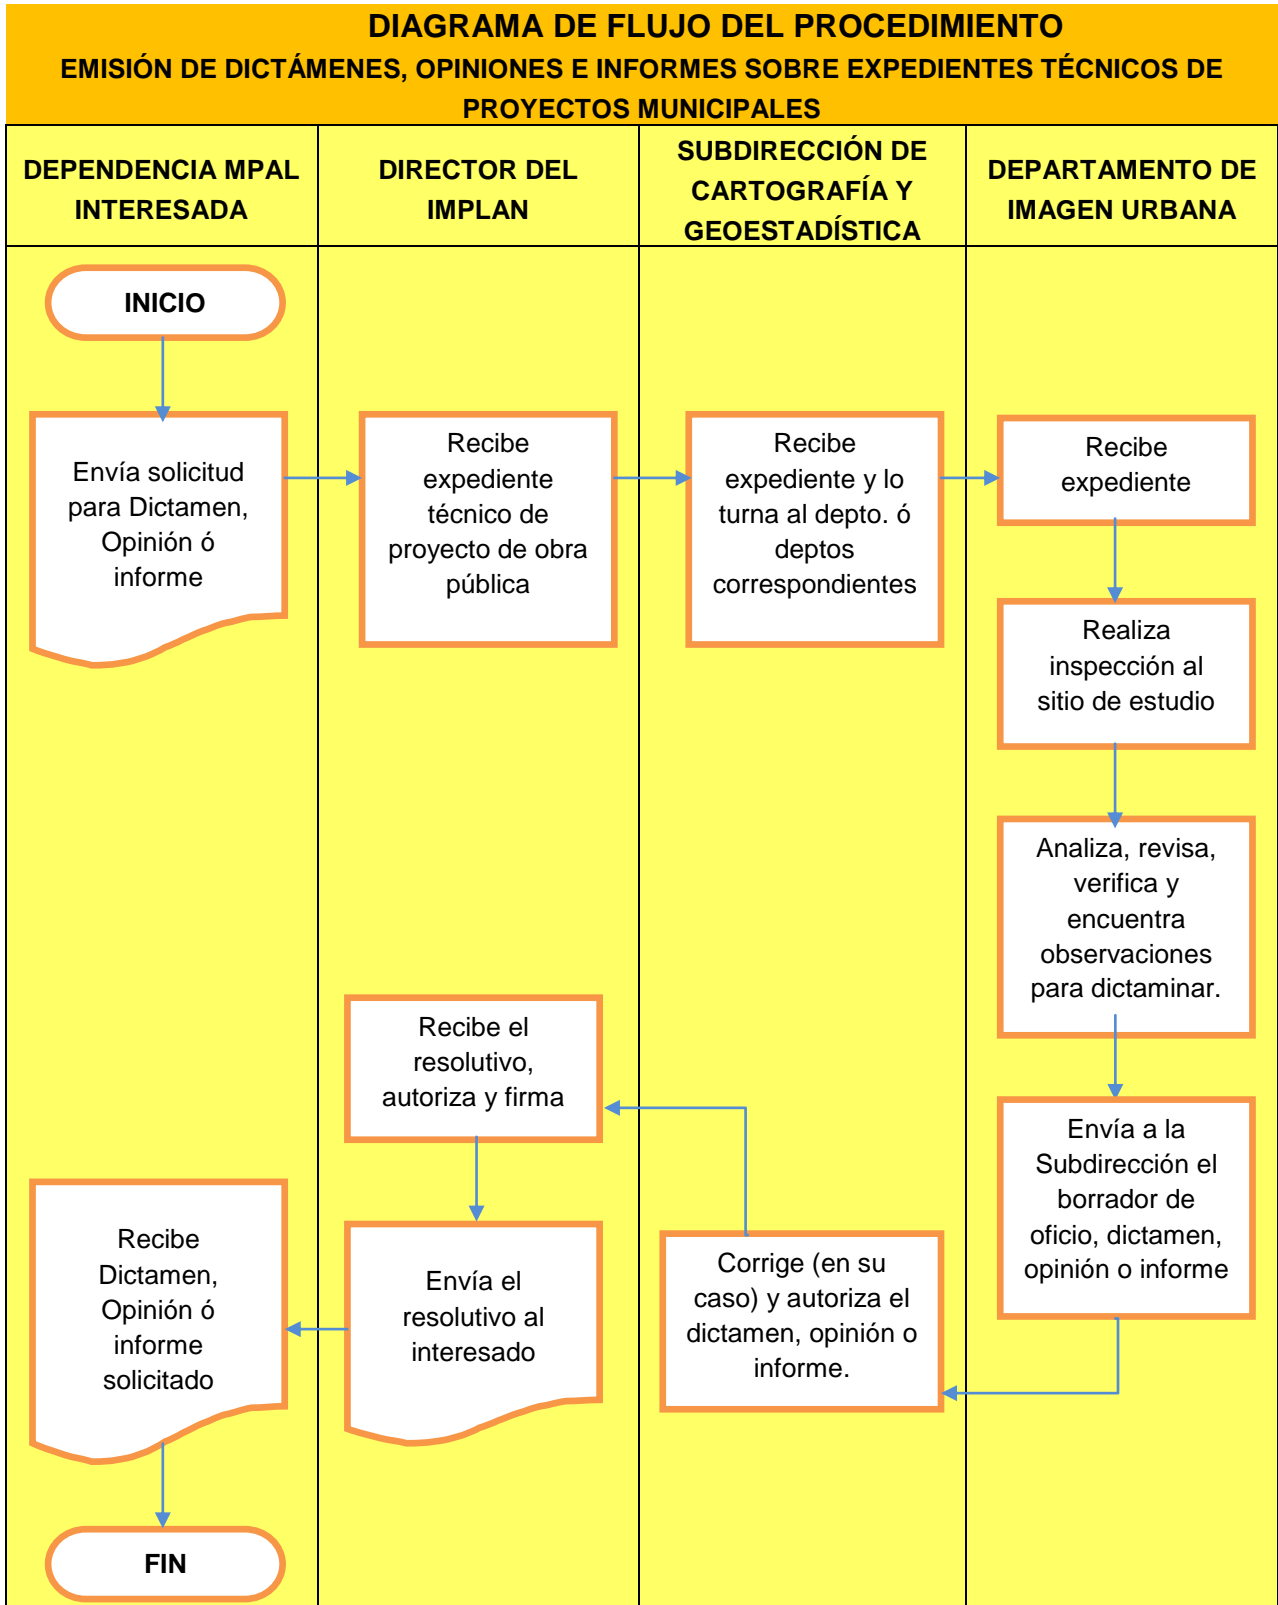 DIAGRAMA DE FLUJO DEL PROCEDIMIENTO
EMISIÓN DE DICTÁMENES, OPINIONES E INFORMES SOBRE EXPEDIENTES TÉCNICOS DE
PROYECTOS MUNICIPALES
DEPENDENCIA MPAL
INTERESADA
DIRECTOR DEL
IMPLAN
SUBDIRECCIÓN DE
CARTOGRAFÍA Y
GEOESTADÍSTICA
DEPARTAMENTO DE
IMAGEN URBANA
INICIO
Envía solicitud
para Dictamen,
Opinión ó
informe
Recibe
expediente
técnico de
proyecto de obra
pública
Recibe
expediente y lo
turna al depto. ó
deptos
correspondientes
Recibe
expediente
Realiza
inspección al
sitio de estudio
Analiza, revisa,
verifica y
encuentra
observaciones
para dictaminar.
Envía a la
Subdirección el
borrador de
oficio, dictamen,
opinión o informe
Corrige (en su
caso) y autoriza el
dictamen, opinión o
informe.
Recibe el
resolutivo,
autoriza y firma
Envía el
resolutivo al
interesado
Recibe
Dictamen,
Opinión ó
informe
solicitado
FIN